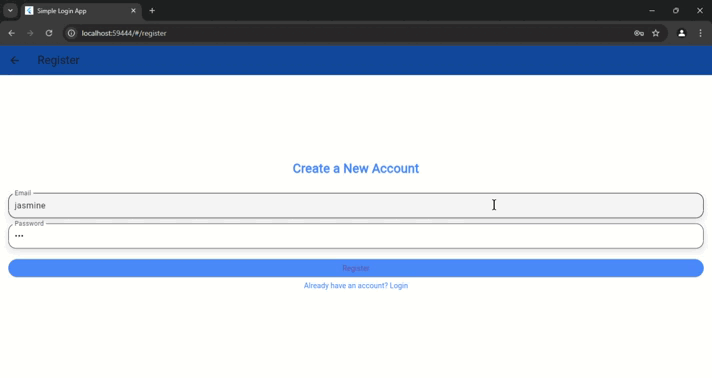 Simple Login App
localhost:59444/#/register
Register
Create a New Account
Email
jasmine
Password
•••
Register
Already have an account? Login